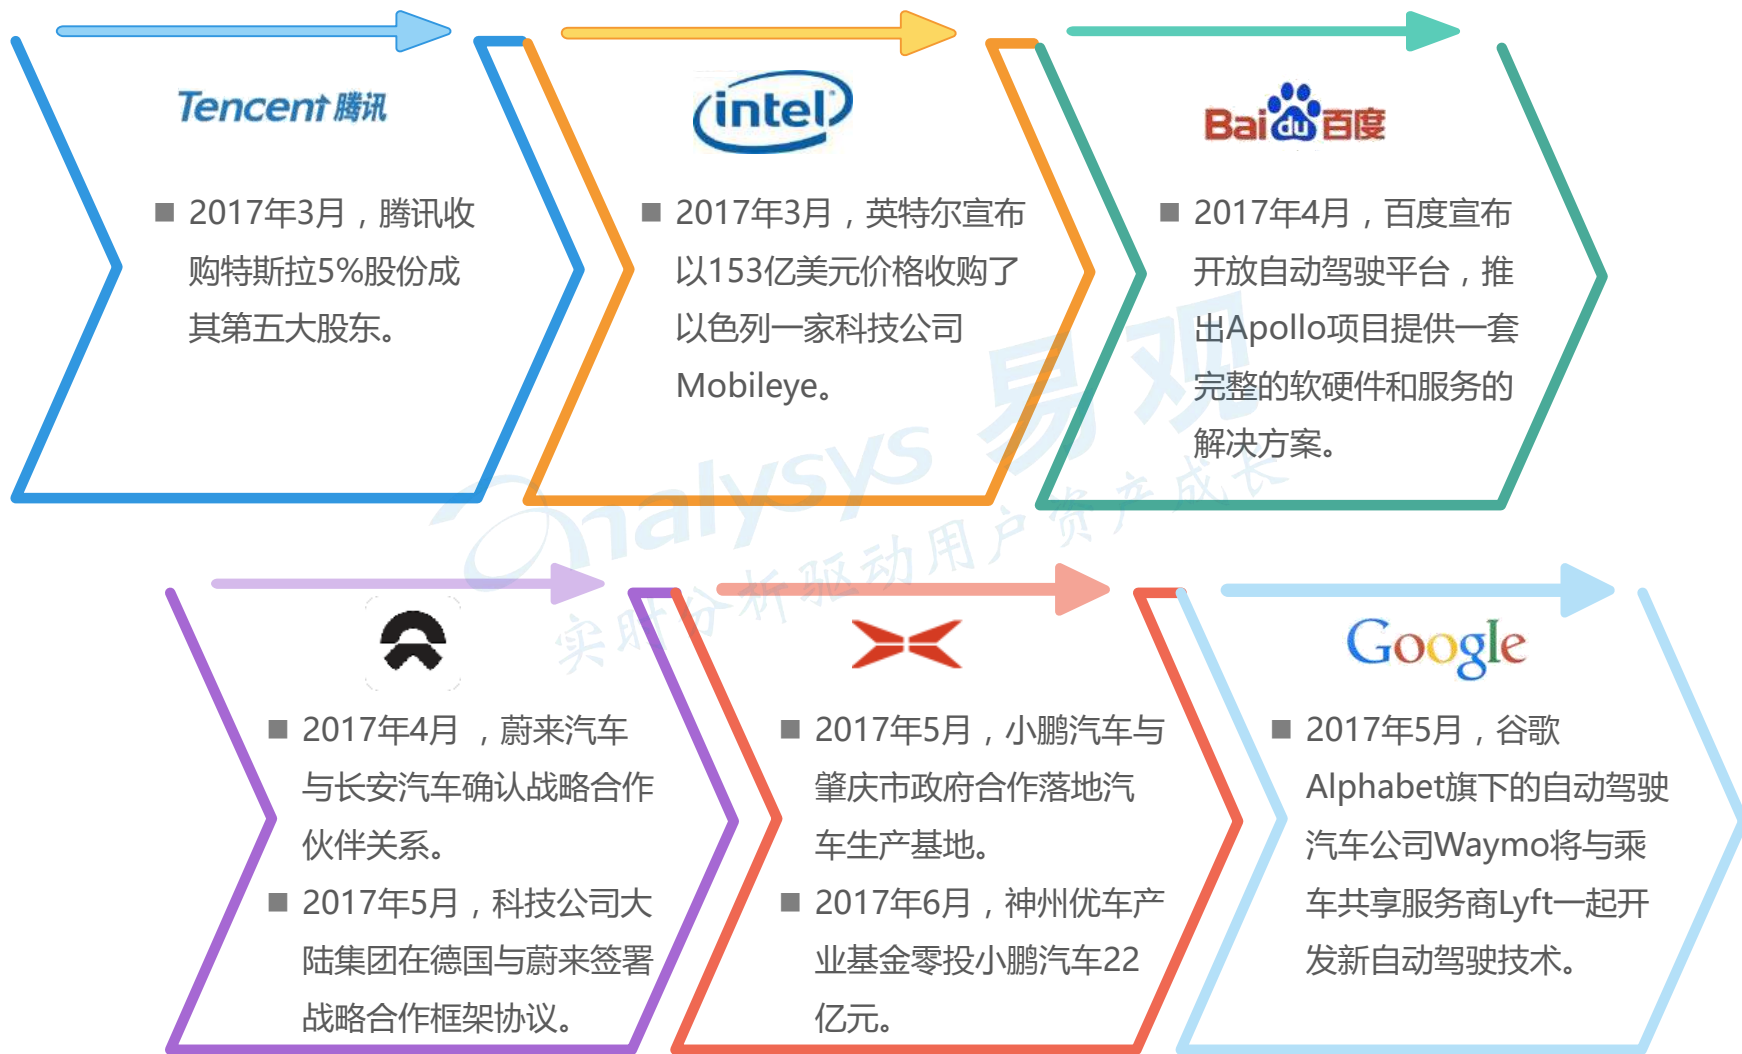 Tencent 腾讯
■ 2017年3月，腾讯收
购特斯拉5%股份成
其第五大股东。
intel
■ 2017年3月，英特尔宣布
以153亿美元价格收购了
以色列一家科技公司
Mobileye。
Baidu百度
■ 2017年4月，百度宣布
开放自动驾驶平台，推
出Apollo项目提供一套
完整的软硬件和服务的
解决方案。
analysys 易观
实时分析驱动用户资产成长
■ 2017年4月 ，蔚来汽车
与长安汽车确认战略合作
伙伴关系。
■ 2017年5月，科技公司大
陆集团在德国与蔚来签署
战略合作框架协议。
■ 2017年5月，小鹏汽车与
肇庆市政府合作落地汽
车生产基地。
■ 2017年6月，神州优车产
业基金零投小鹏汽车22
亿元。
Google
■ 2017年5月，谷歌
Alphabet旗下的自动驾驶
汽车公司Waymo将与乘
车共享服务商Lyft一起开
发新自动驾驶技术。